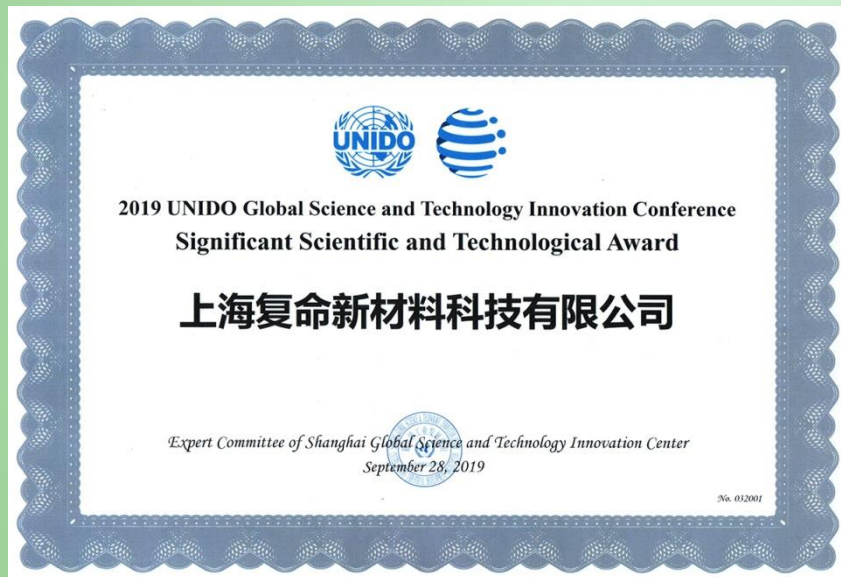 UNIDO
2019 UNIDO Global Science and Technology Innovation Conference
Significant Scientific and Technological Award
上海复命新材料科技有限公司
Expert Committee of Shanghai Global Science and Technology Innovation Center
September 28, 2019
No. 032001